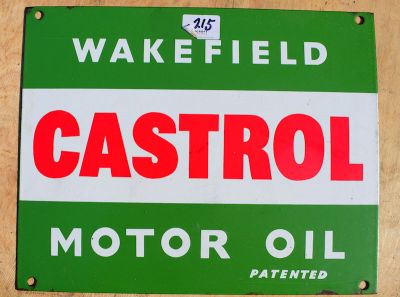 215
WAKEFIELD
CASTROL
MOTOR OIL
PATENTED